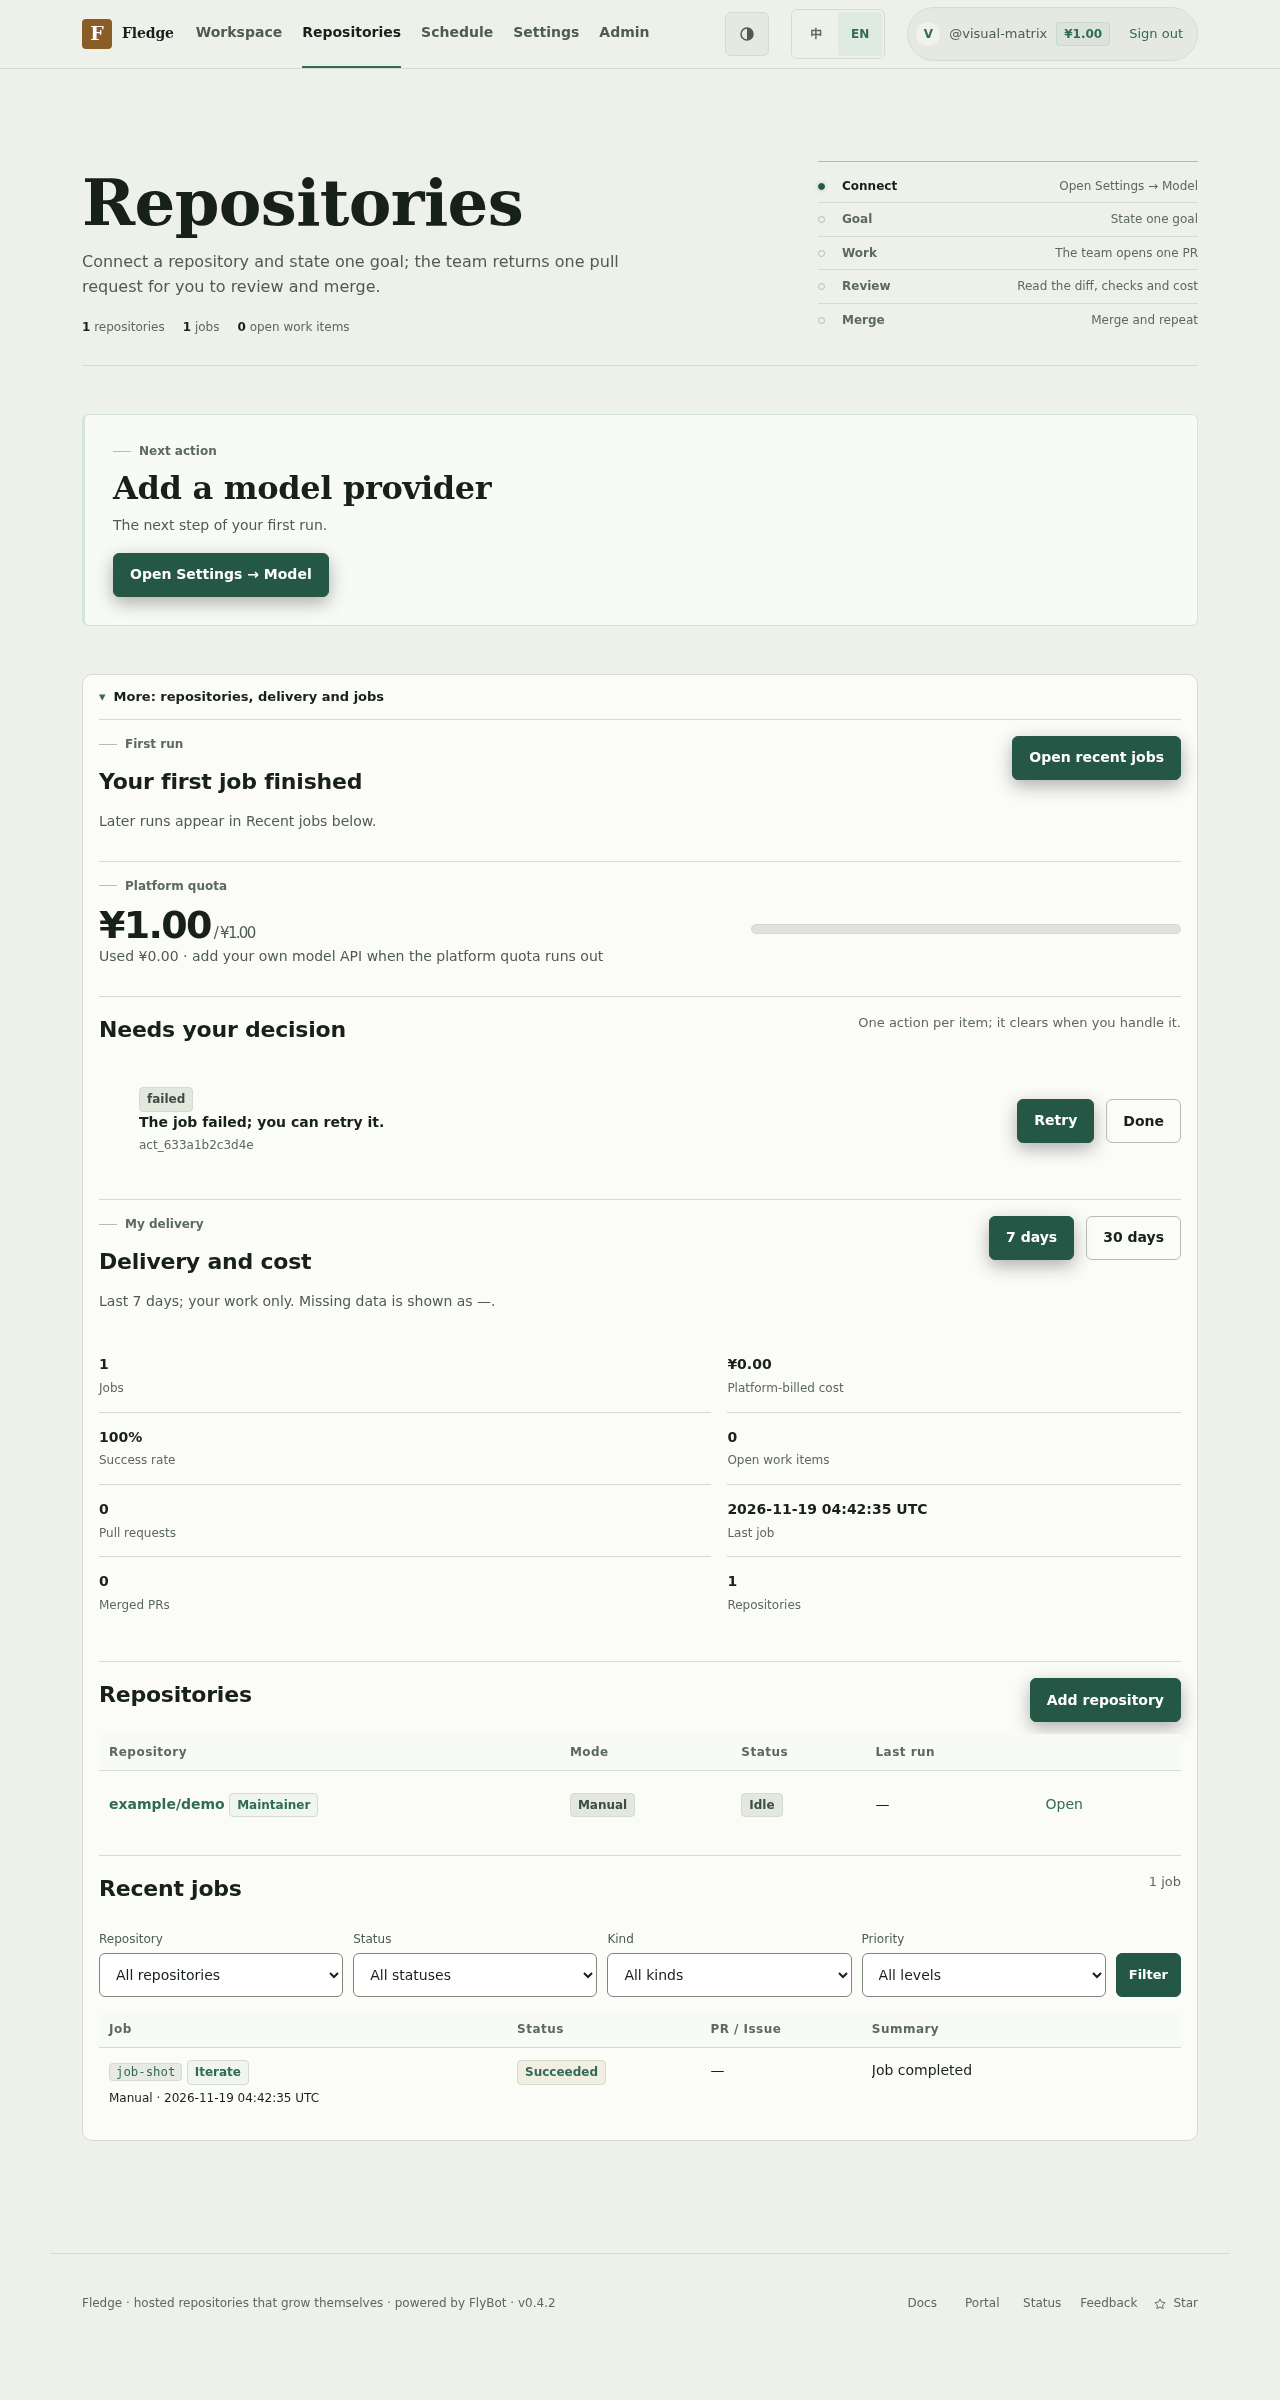 F Fledge Workspace Repositories Schedule Settings Admin 中 EN V @visual-matrix ¥1.00 Sign out
Repositories
Connect a repository and state one goal; the team returns one pull
request for you to review and merge.
1 repositories 1 jobs 0 open work items
Connect Open Settings → Model
Goal State one goal
Work The team opens one PR
Review Read the diff, checks and cost
Merge Merge and repeat
Next action
Add a model provider
The next step of your first run.
Open Settings → Model
▾ More: repositories, delivery and jobs
First run
Open recent jobs
Your first job finished
Later runs appear in Recent jobs below.
Platform quota
¥1.00 / ¥1.00
Used ¥0.00 · add your own model API when the platform quota runs out
Needs your decision
One action per item; it clears when you handle it.
failed
The job failed; you can retry it.
act_633a1b2c3d4e
Retry Done
My delivery
7 days 30 days
Delivery and cost
Last 7 days; your work only. Missing data is shown as —.
1 ¥0.00
Jobs Platform-billed cost
100% 0
Success rate Open work items
0 2026-11-19 04:42:35 UTC
Pull requests Last job
0 1
Merged PRs Repositories
Repositories
Add repository
Repository Mode Status Last run
example/demo Maintainer Manual Idle — Open
Recent jobs
1 job
Repository Status Kind Priority
All repositories All statuses All kinds All levels Filter
Job Status PR / Issue Summary
job-shot Iterate Succeeded — Job completed
Manual · 2026-11-19 04:42:35 UTC
Fledge · hosted repositories that grow themselves · powered by FlyBot · v0.4.2 Docs Portal Status Feedback Star